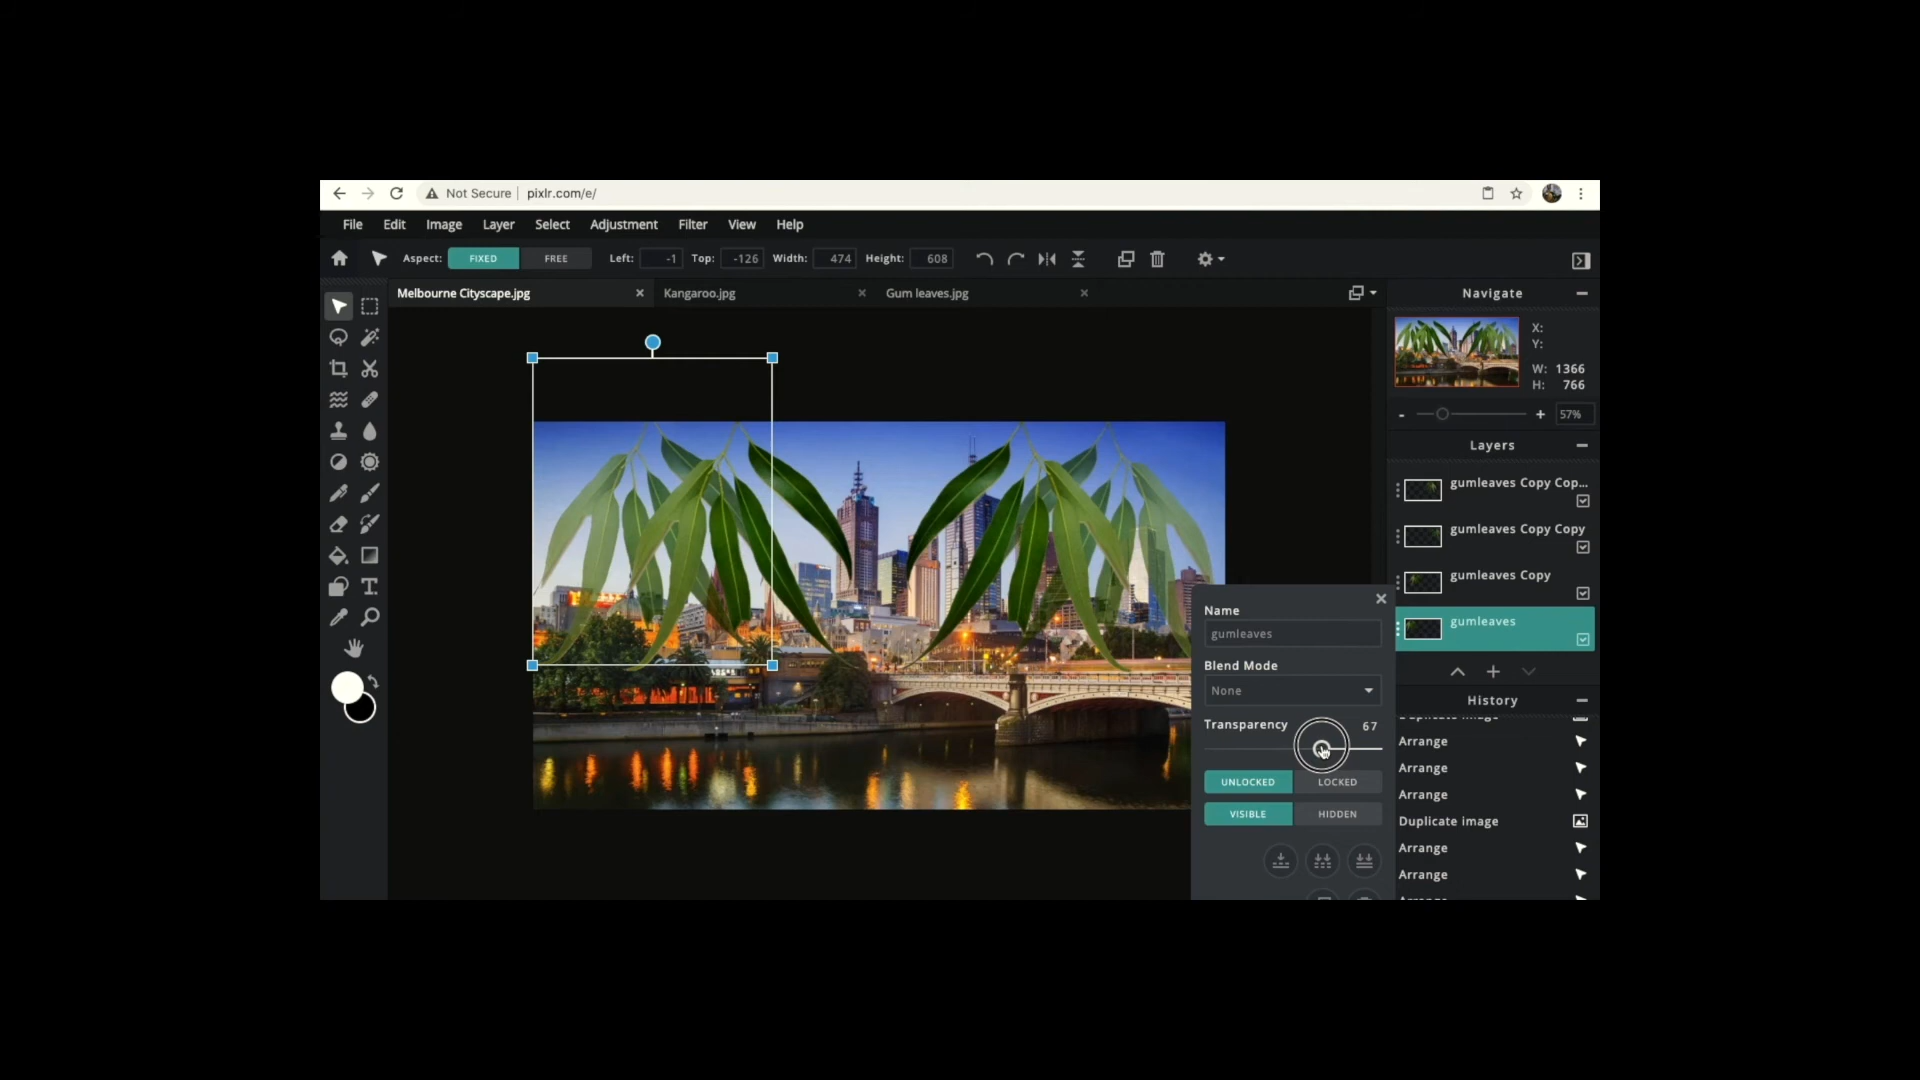 Not Secure pixlr.com/e/
File Edit Image Layer Select Adjustment Filter View Help
Aspect: FIXED FREE Left: -1 Top: -126 Width: 474 Height: 608
Melbourne Cityscape.jpg Kangaroo.jpg Gum leaves.jpg
Navigate
X:
Y:
W: 1366
H: 766
- + 57%
Layers
gumleaves Copy Cop...
gumleaves Copy Copy
gumleaves Copy
gumleaves
Name
gumleaves
Blend Mode
None
Transparency 67
UNLOCKED LOCKED
VISIBLE HIDDEN
History
Duplicate image
Arrange
Arrange
Arrange
Duplicate image
Arrange
Arrange